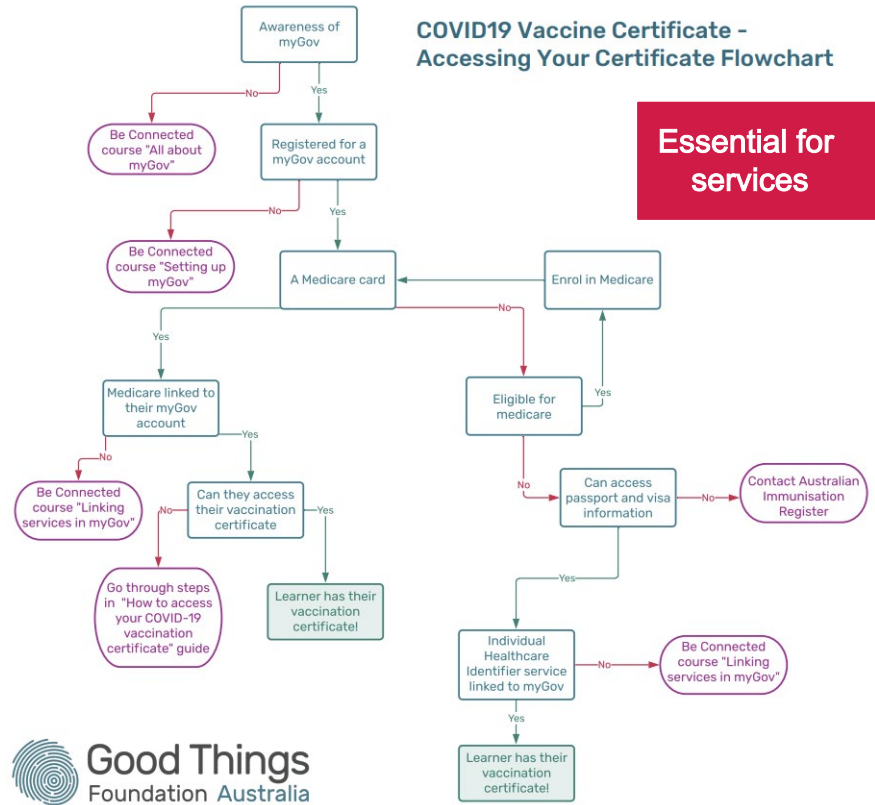 COVID19 Vaccine Certificate -
Accessing Your Certificate Flowchart
Essential for
services
Awareness of
myGov
No
Yes
Be Connected
course "All about
myGov"
Registered for a
myGov account
No
Yes
Be Connected
course "Setting up
myGov"
A Medicare card
Enrol in Medicare
No
Yes
Yes
Medicare linked to
their myGov
account
Eligible for
medicare
Yes
No
No
Be Connected
course "Linking
services in myGov"
Can they access
their vaccination
certificate
Can access
passport and visa
information
No
Contact Australian
Immunisation
Register
No
Yes
Go through steps
in "How to access
your COVID-19
vaccination
certificate" guide
Learner has their
vaccination
certificate!
Yes
Individual
Healthcare
Identifier service
linked to myGov
No
Be Connected
course "Linking
services in myGov"
Yes
Learner has their
vaccination
certificate!
Good Things
Foundation Australia